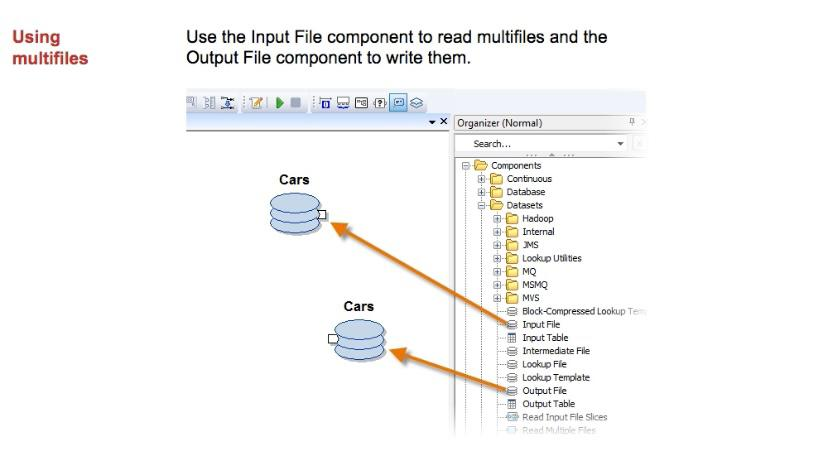 Using
multifiles
Use the Input File component to read multifiles and the
Output File component to write them.
Organizer (Normal)
Search...
Components
Continuous
Database
Datasets
Hadoop
Internal
JMS
Lookup Utilities
MQ
MSMQ
MVS
Block-Compressed Lookup Tem
Input File
Input Table
Intermediate File
Lookup File
Lookup Template
Output File
Output Table
Read Input File Slices
Read Multiple Files
Cars
Cars